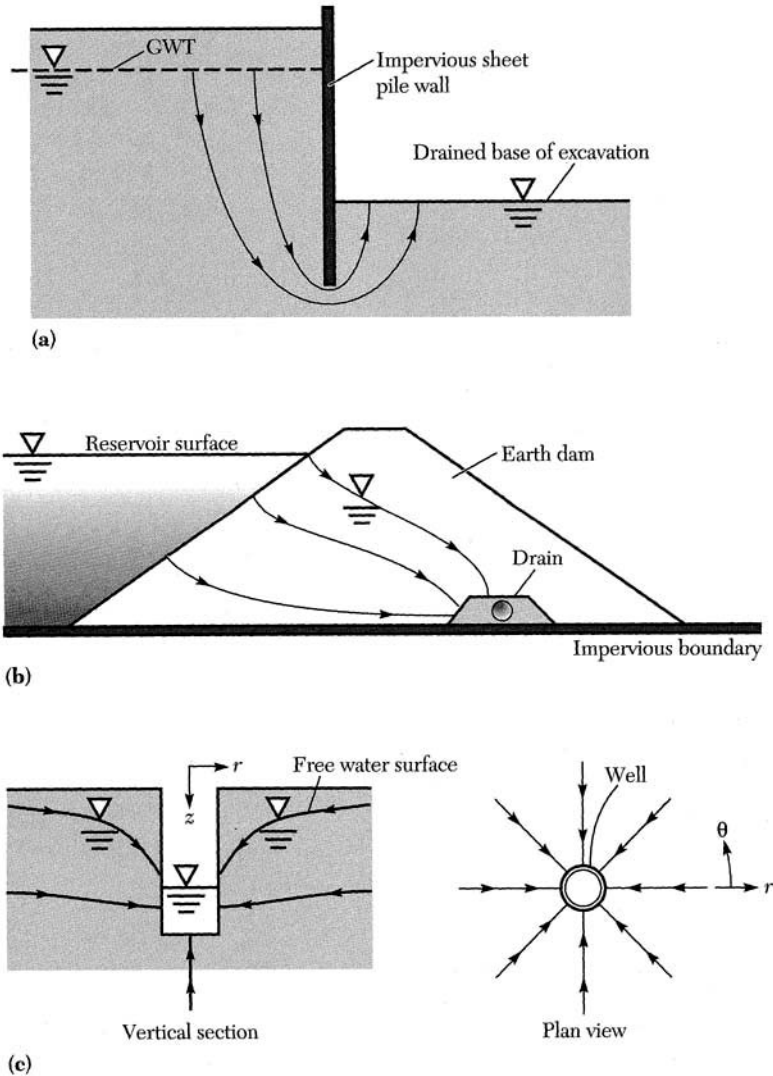 GWT
Impervious sheet
pile wall
Drained base of excavation
(a)
Reservoir surface
Earth dam
Drain
Impervious boundary
(b)
r
z
Free water surface
Vertical section
Well
θ
r
Plan view
(c)